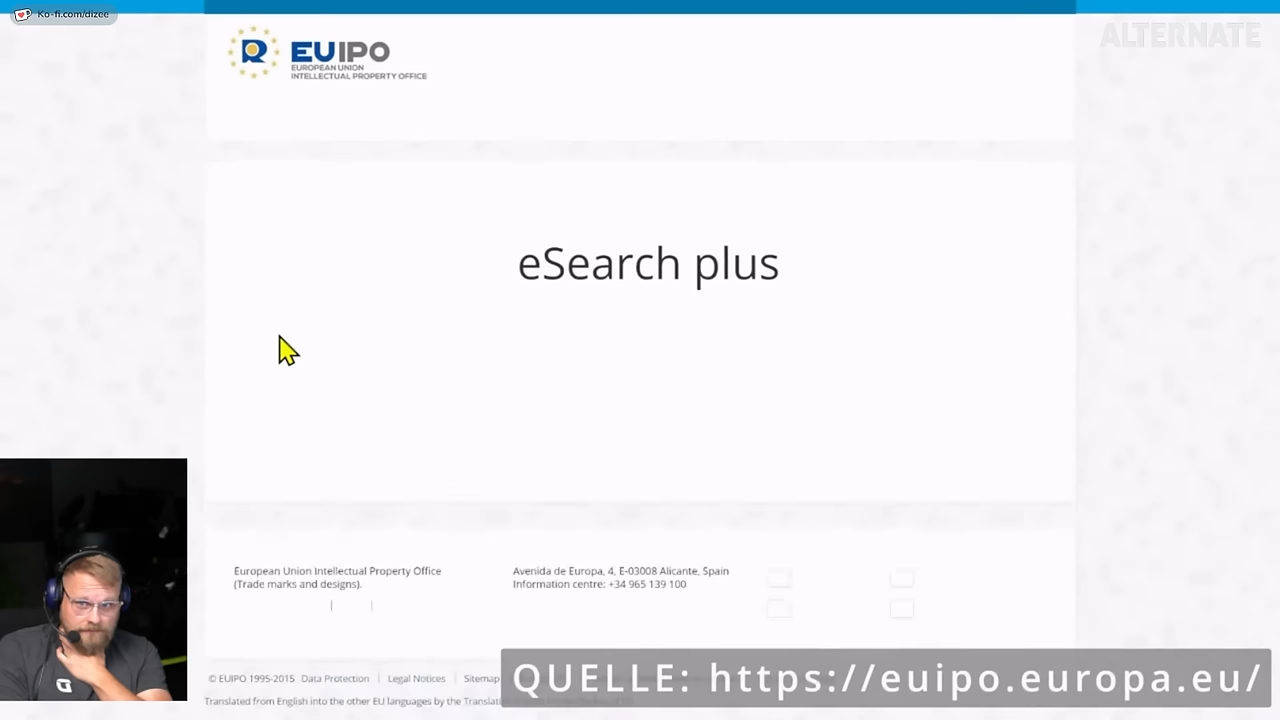 Ko-fi.com/dizee
ALTERNATE
R EUIPO
EUROPEAN UNION
INTELLECTUAL PROPERTY OFFICE
eSearch plus
European Union Intellectual Property Office
(Trade marks and designs).
Avenida de Europa, 4, E-03008 Alicante, Spain
Information centre: +34 965 139 100
© EUIPO 1995-2015 Data Protection | Legal Notices | Sitemap
Translated from English into the other EU languages by the
QUELLE: https://euipo.europa.eu/